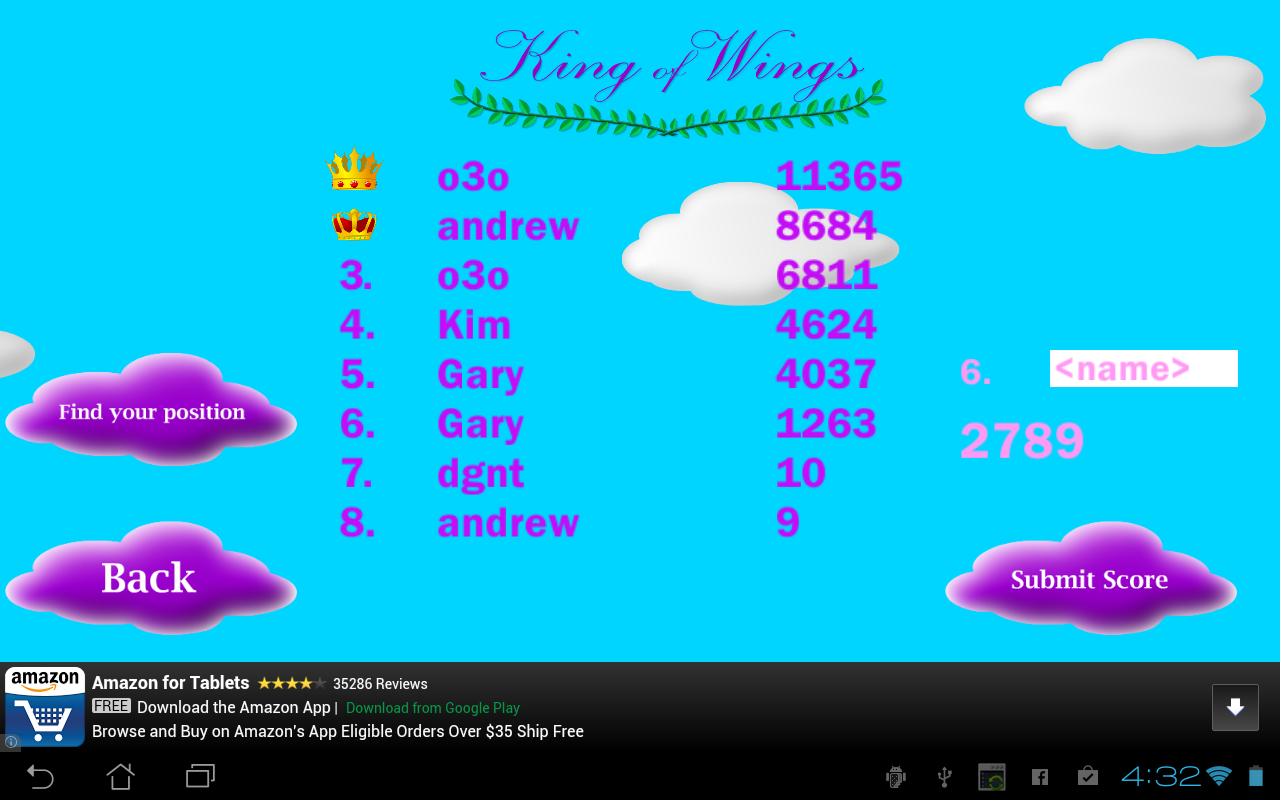 King of Wings
o3o 11365
andrew 8684
3. o3o 6811
4. Kim 4624
5. Gary 4037
6. Gary 1263
7. dgnt 10
8. andrew 9
6. <name>
2789
Find your position
Back
Submit Score
amazon
Amazon for Tablets 35286 Reviews
FREE Download the Amazon App | Download from Google Play
Browse and Buy on Amazon's App Eligible Orders Over $35 Ship Free
4:32